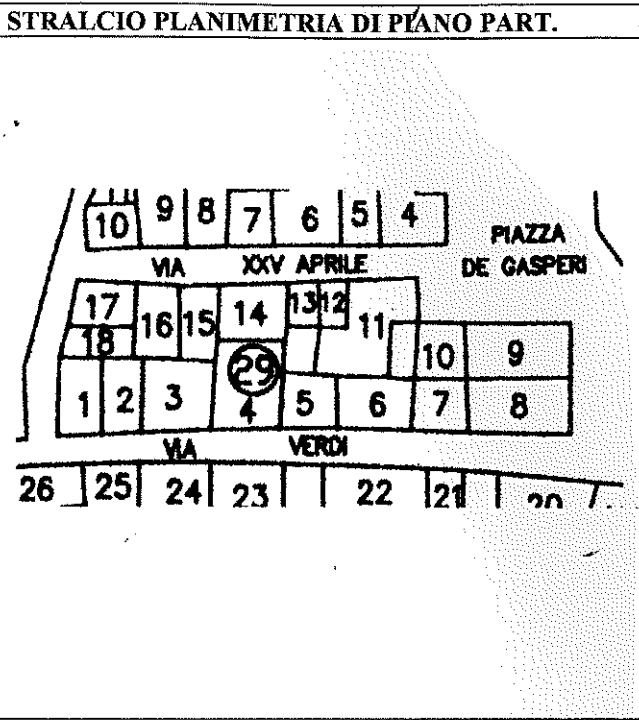 STRALCIO PLANIMETRIA DI PIANO PART.
10 9 8 7 6 5 4
PIAZZA
DE GASPERI
VIA XXV APRILE
17 16 15 14 13 12 11
18
10 9
29
1 2 3 4 5 6 7 8
VIA VERDI
26 25 24 23 22 21 20